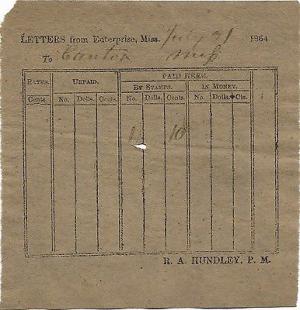 LETTERS from Enterprise, Miss. July 21 1864
To Canton Miss
RATES. UNPAID. PAID HERE.
BY STAMPS. IN MONEY.
Cents. No. Dolls. Cents. No. Dolls. Cents. No. Dolls. Cts.
1 10
R. A. HUNDLEY, P. M.